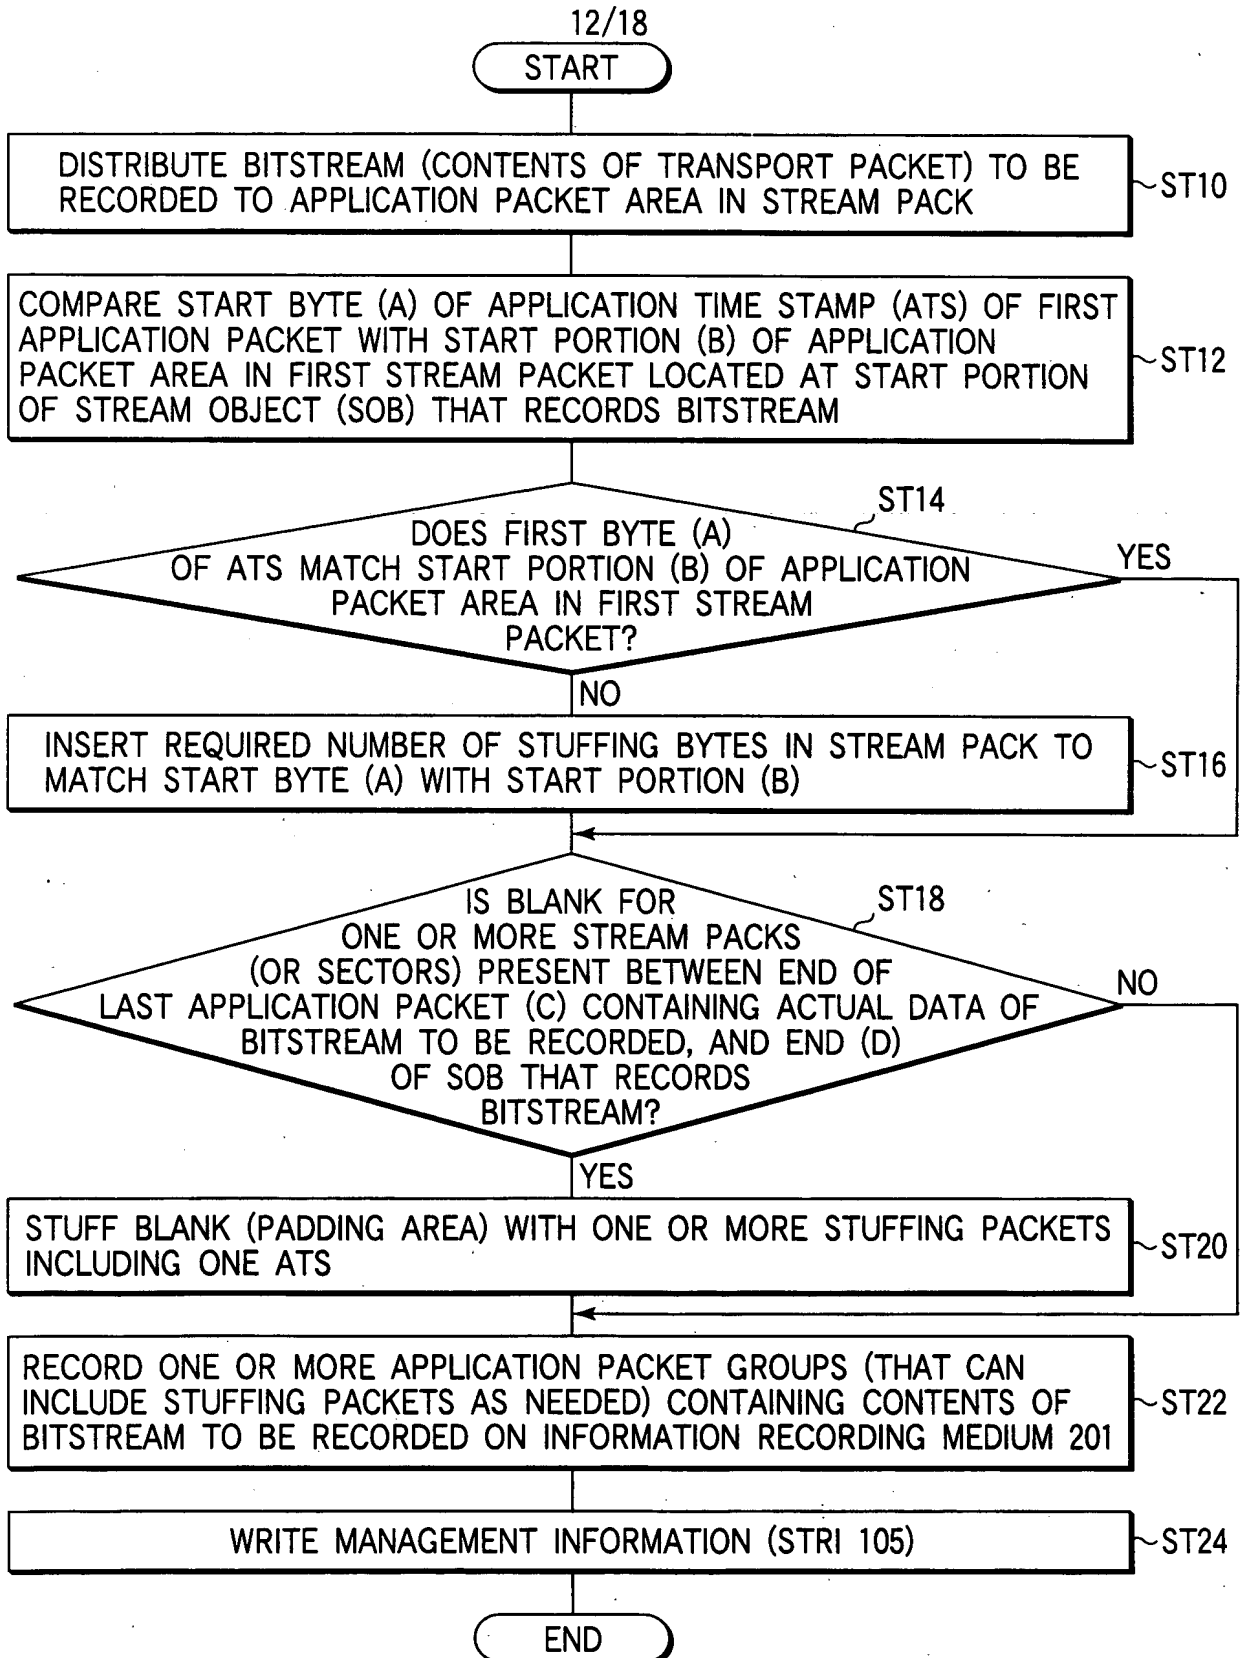 12/18
START
DISTRIBUTE BITSTREAM (CONTENTS OF TRANSPORT PACKET) TO BE
RECORDED TO APPLICATION PACKET AREA IN STREAM PACK
ST10
COMPARE START BYTE (A) OF APPLICATION TIME STAMP (ATS) OF FIRST
APPLICATION PACKET WITH START PORTION (B) OF APPLICATION
PACKET AREA IN FIRST STREAM PACKET LOCATED AT START PORTION
OF STREAM OBJECT (SOB) THAT RECORDS BITSTREAM
ST12
ST14
DOES FIRST BYTE (A)
OF ATS MATCH START PORTION (B) OF APPLICATION
PACKET AREA IN FIRST STREAM
PACKET?
YES
NO
INSERT REQUIRED NUMBER OF STUFFING BYTES IN STREAM PACK TO
MATCH START BYTE (A) WITH START PORTION (B)
ST16
ST18
IS BLANK FOR
ONE OR MORE STREAM PACKS
(OR SECTORS) PRESENT BETWEEN END OF
LAST APPLICATION PACKET (C) CONTAINING ACTUAL DATA OF
BITSTREAM TO BE RECORDED, AND END (D)
OF SOB THAT RECORDS
BITSTREAM?
NO
YES
STUFF BLANK (PADDING AREA) WITH ONE OR MORE STUFFING PACKETS
INCLUDING ONE ATS
ST20
RECORD ONE OR MORE APPLICATION PACKET GROUPS (THAT CAN
INCLUDE STUFFING PACKETS AS NEEDED) CONTAINING CONTENTS OF
BITSTREAM TO BE RECORDED ON INFORMATION RECORDING MEDIUM 201
ST22
WRITE MANAGEMENT INFORMATION (STRI 105)
ST24
END